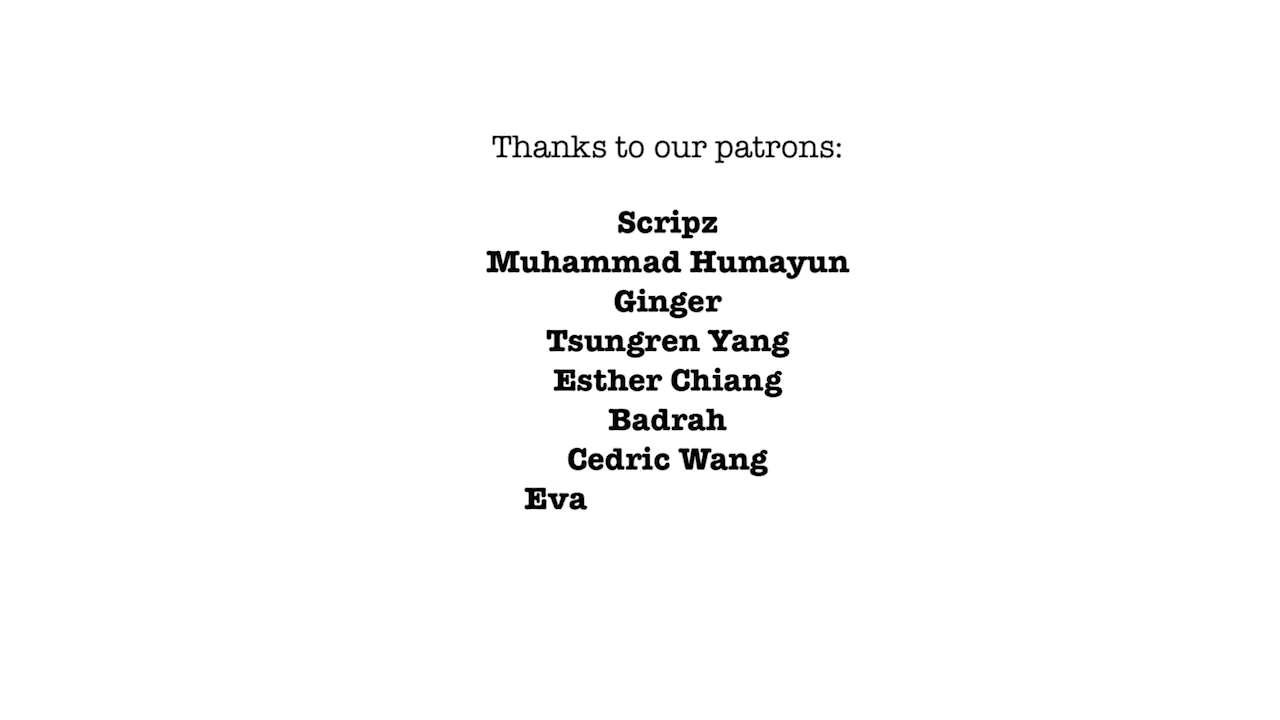 Thanks to our patrons:
Scripz
Muhammad Humayun
Ginger
Tsungren Yang
Esther Chiang
Badrah
Cedric Wang
Eva